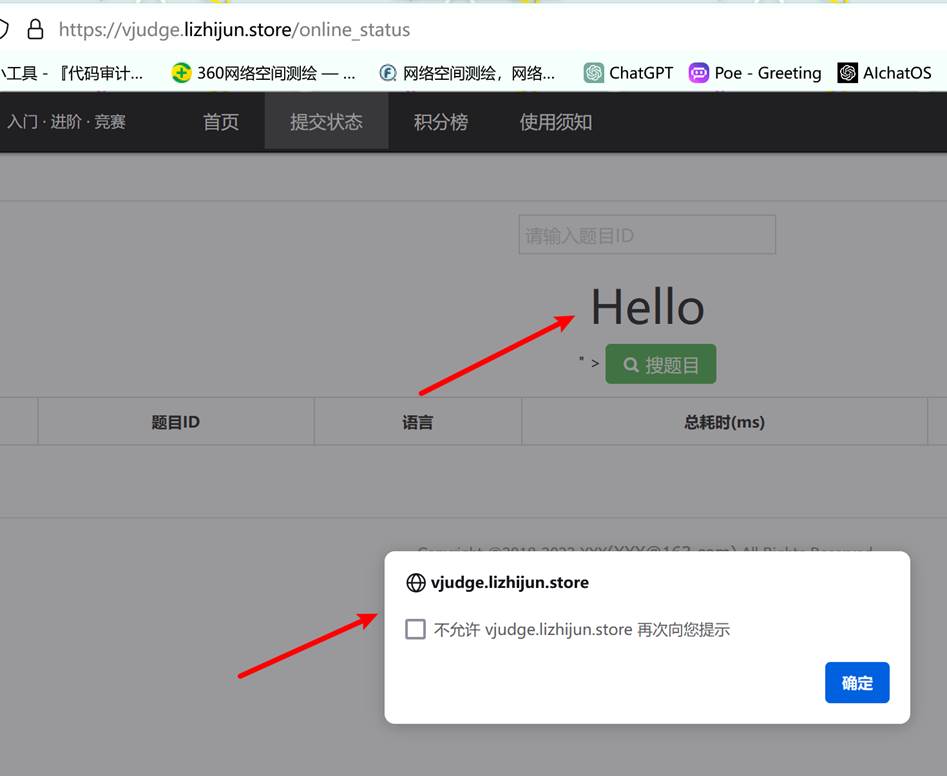 https://vjudge.lizhijun.store/online_status
小工具 - 『代码审计... 360网络空间测绘 — ... 网络空间测绘，网络... ChatGPT Poe - Greeting AIchatOS
入门 · 进阶 · 竞赛 首页 提交状态 积分榜 使用须知
请输入题目ID
Hello
" > 搜题目
题目ID 语言 总耗时(ms)
Copyright @2018-2023 XXX(XXX@163.com) All Rights Reserved
vjudge.lizhijun.store
不允许 vjudge.lizhijun.store 再次向您提示
确定